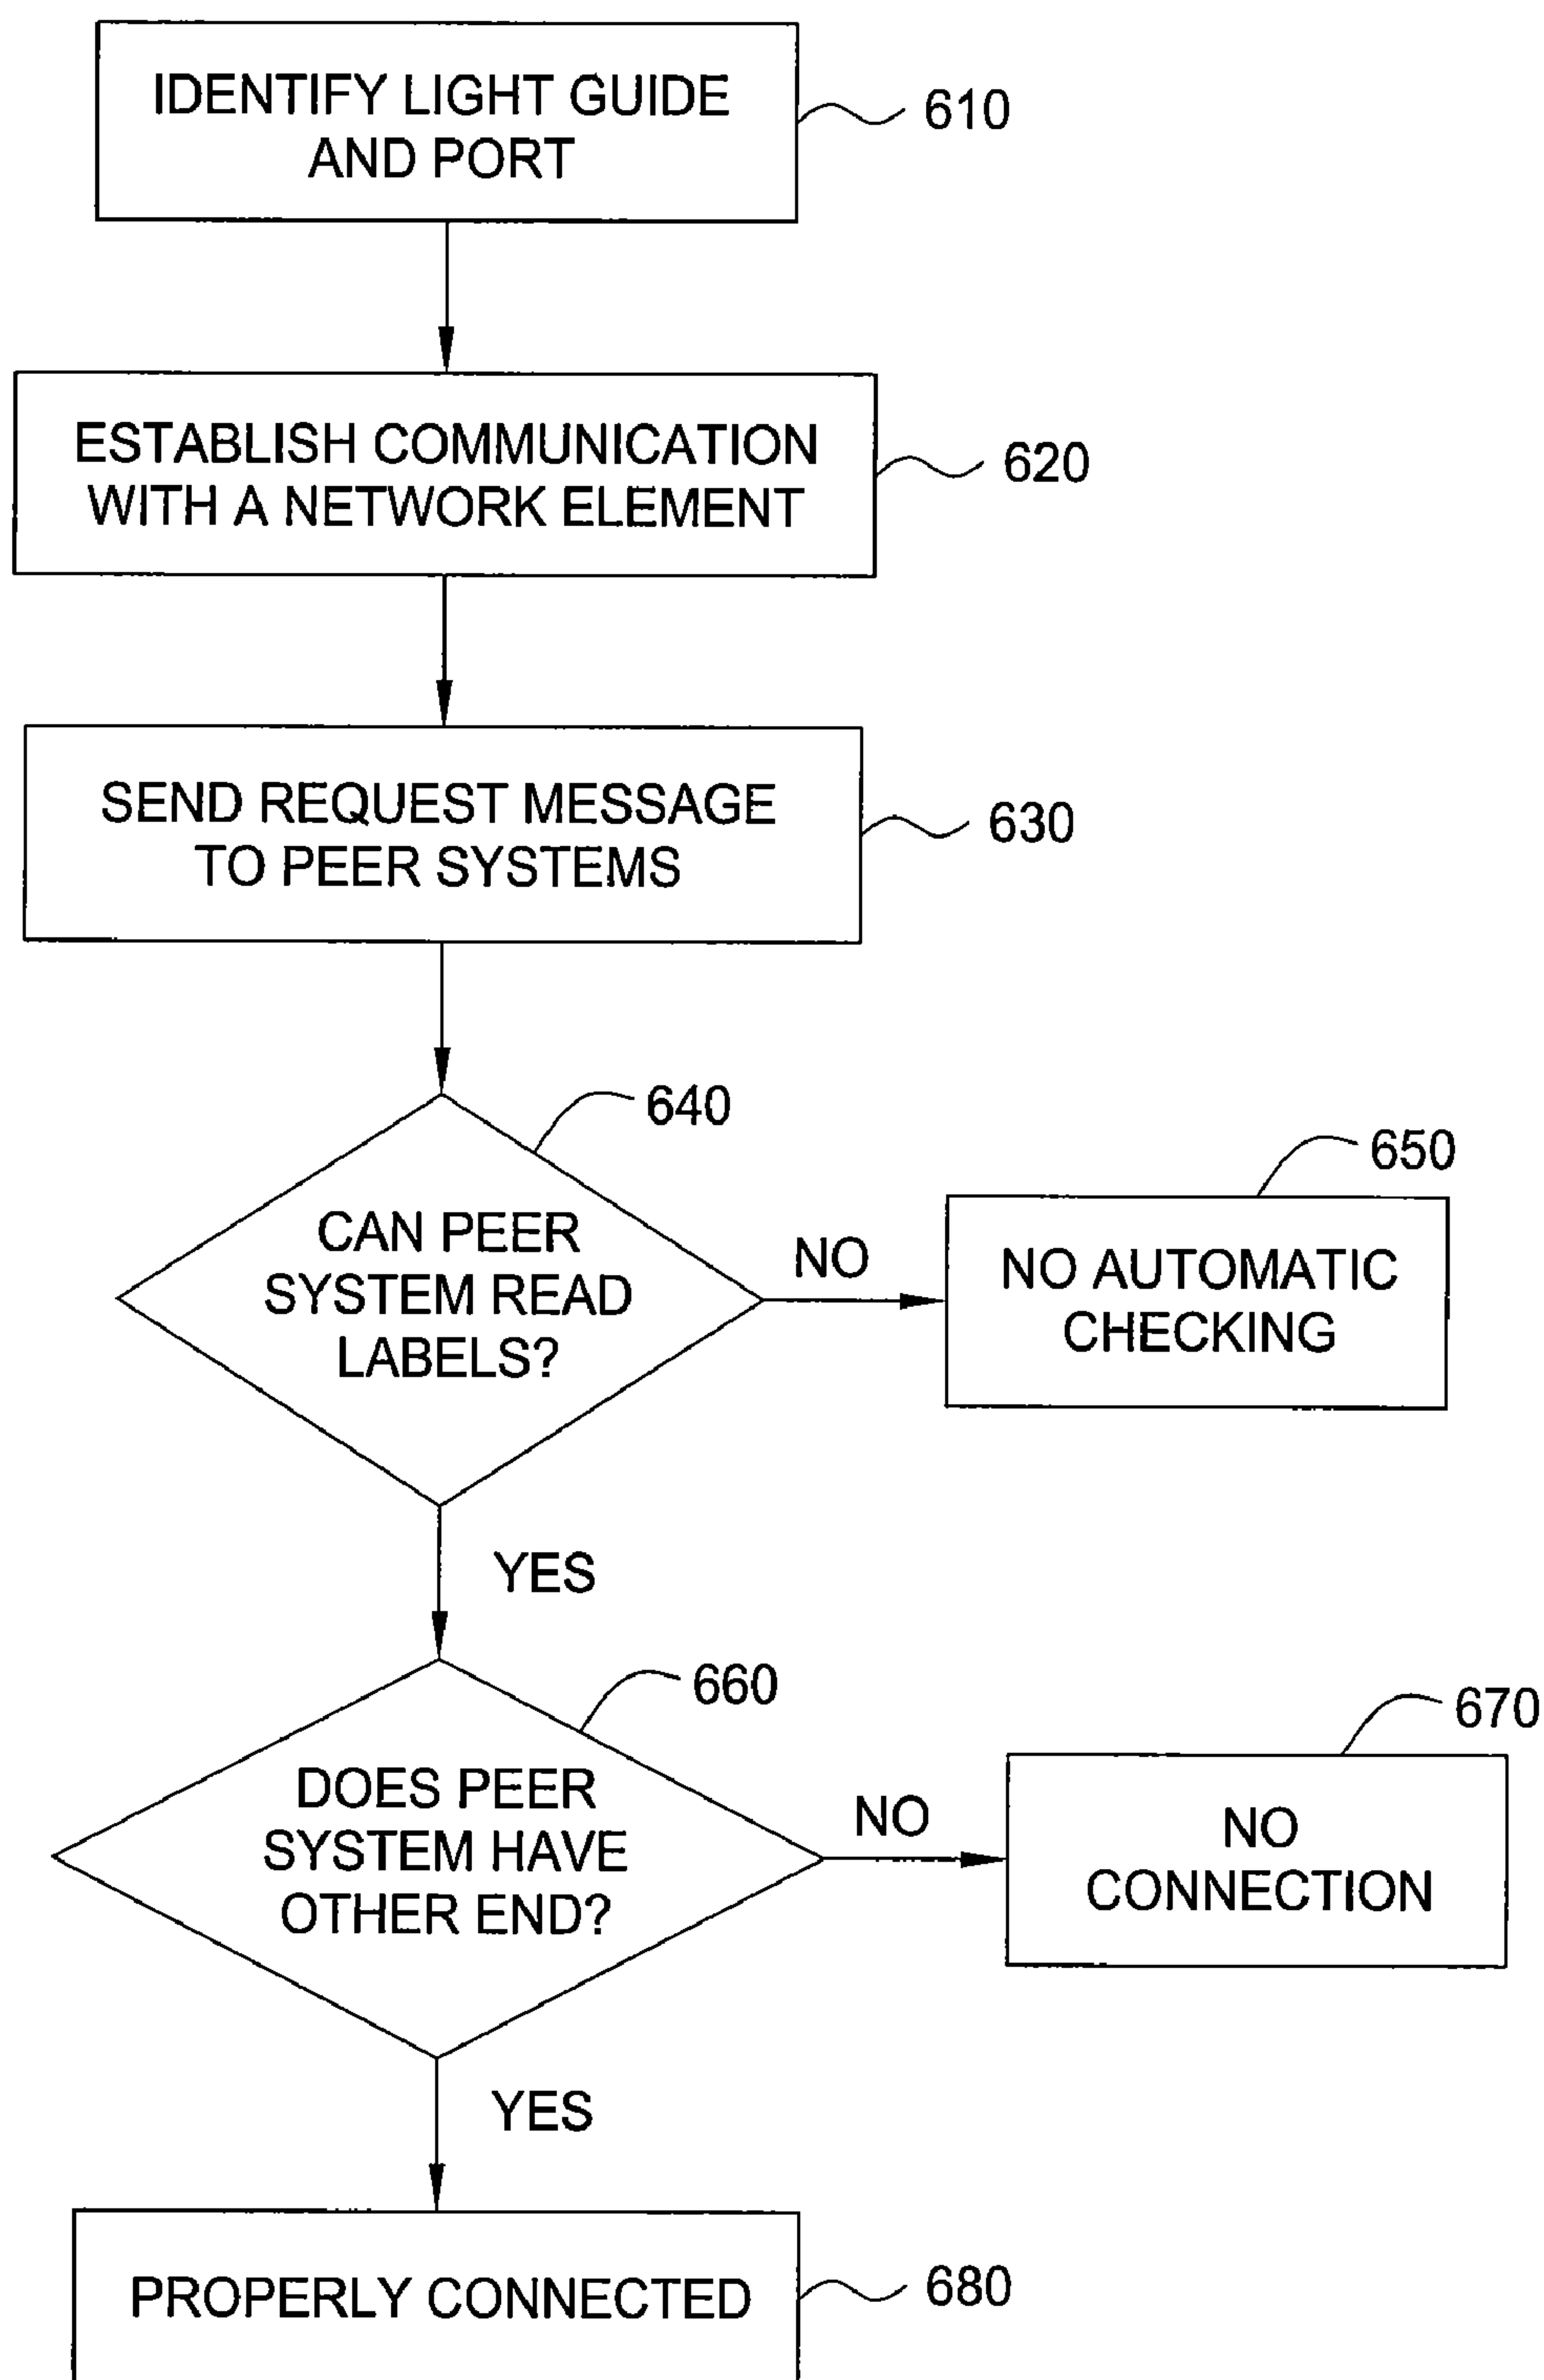 IDENTIFY LIGHT GUIDE
AND PORT
610
ESTABLISH COMMUNICATION
WITH A NETWORK ELEMENT
620
SEND REQUEST MESSAGE
TO PEER SYSTEMS
630
640
CAN PEER
SYSTEM READ
LABELS?
NO
650
NO AUTOMATIC
CHECKING
YES
660
DOES PEER
SYSTEM HAVE
OTHER END?
NO
670
NO
CONNECTION
YES
PROPERLY CONNECTED
680